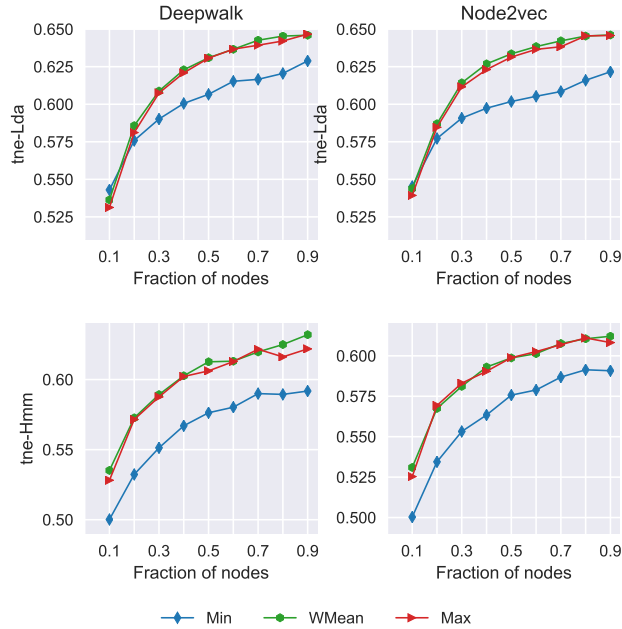 Deepwalk
Node2vec
tne-Lda
0.650
0.625
0.600
0.575
0.550
0.525
0.1 0.3 0.5 0.7 0.9
Fraction of nodes
tne-Lda
0.650
0.625
0.600
0.575
0.550
0.525
0.1 0.3 0.5 0.7 0.9
Fraction of nodes
tne-Hmm
0.60
0.55
0.50
0.1 0.3 0.5 0.7 0.9
Fraction of nodes
0.600
0.575
0.550
0.525
0.500
0.1 0.3 0.5 0.7 0.9
Fraction of nodes
Min WMean Max